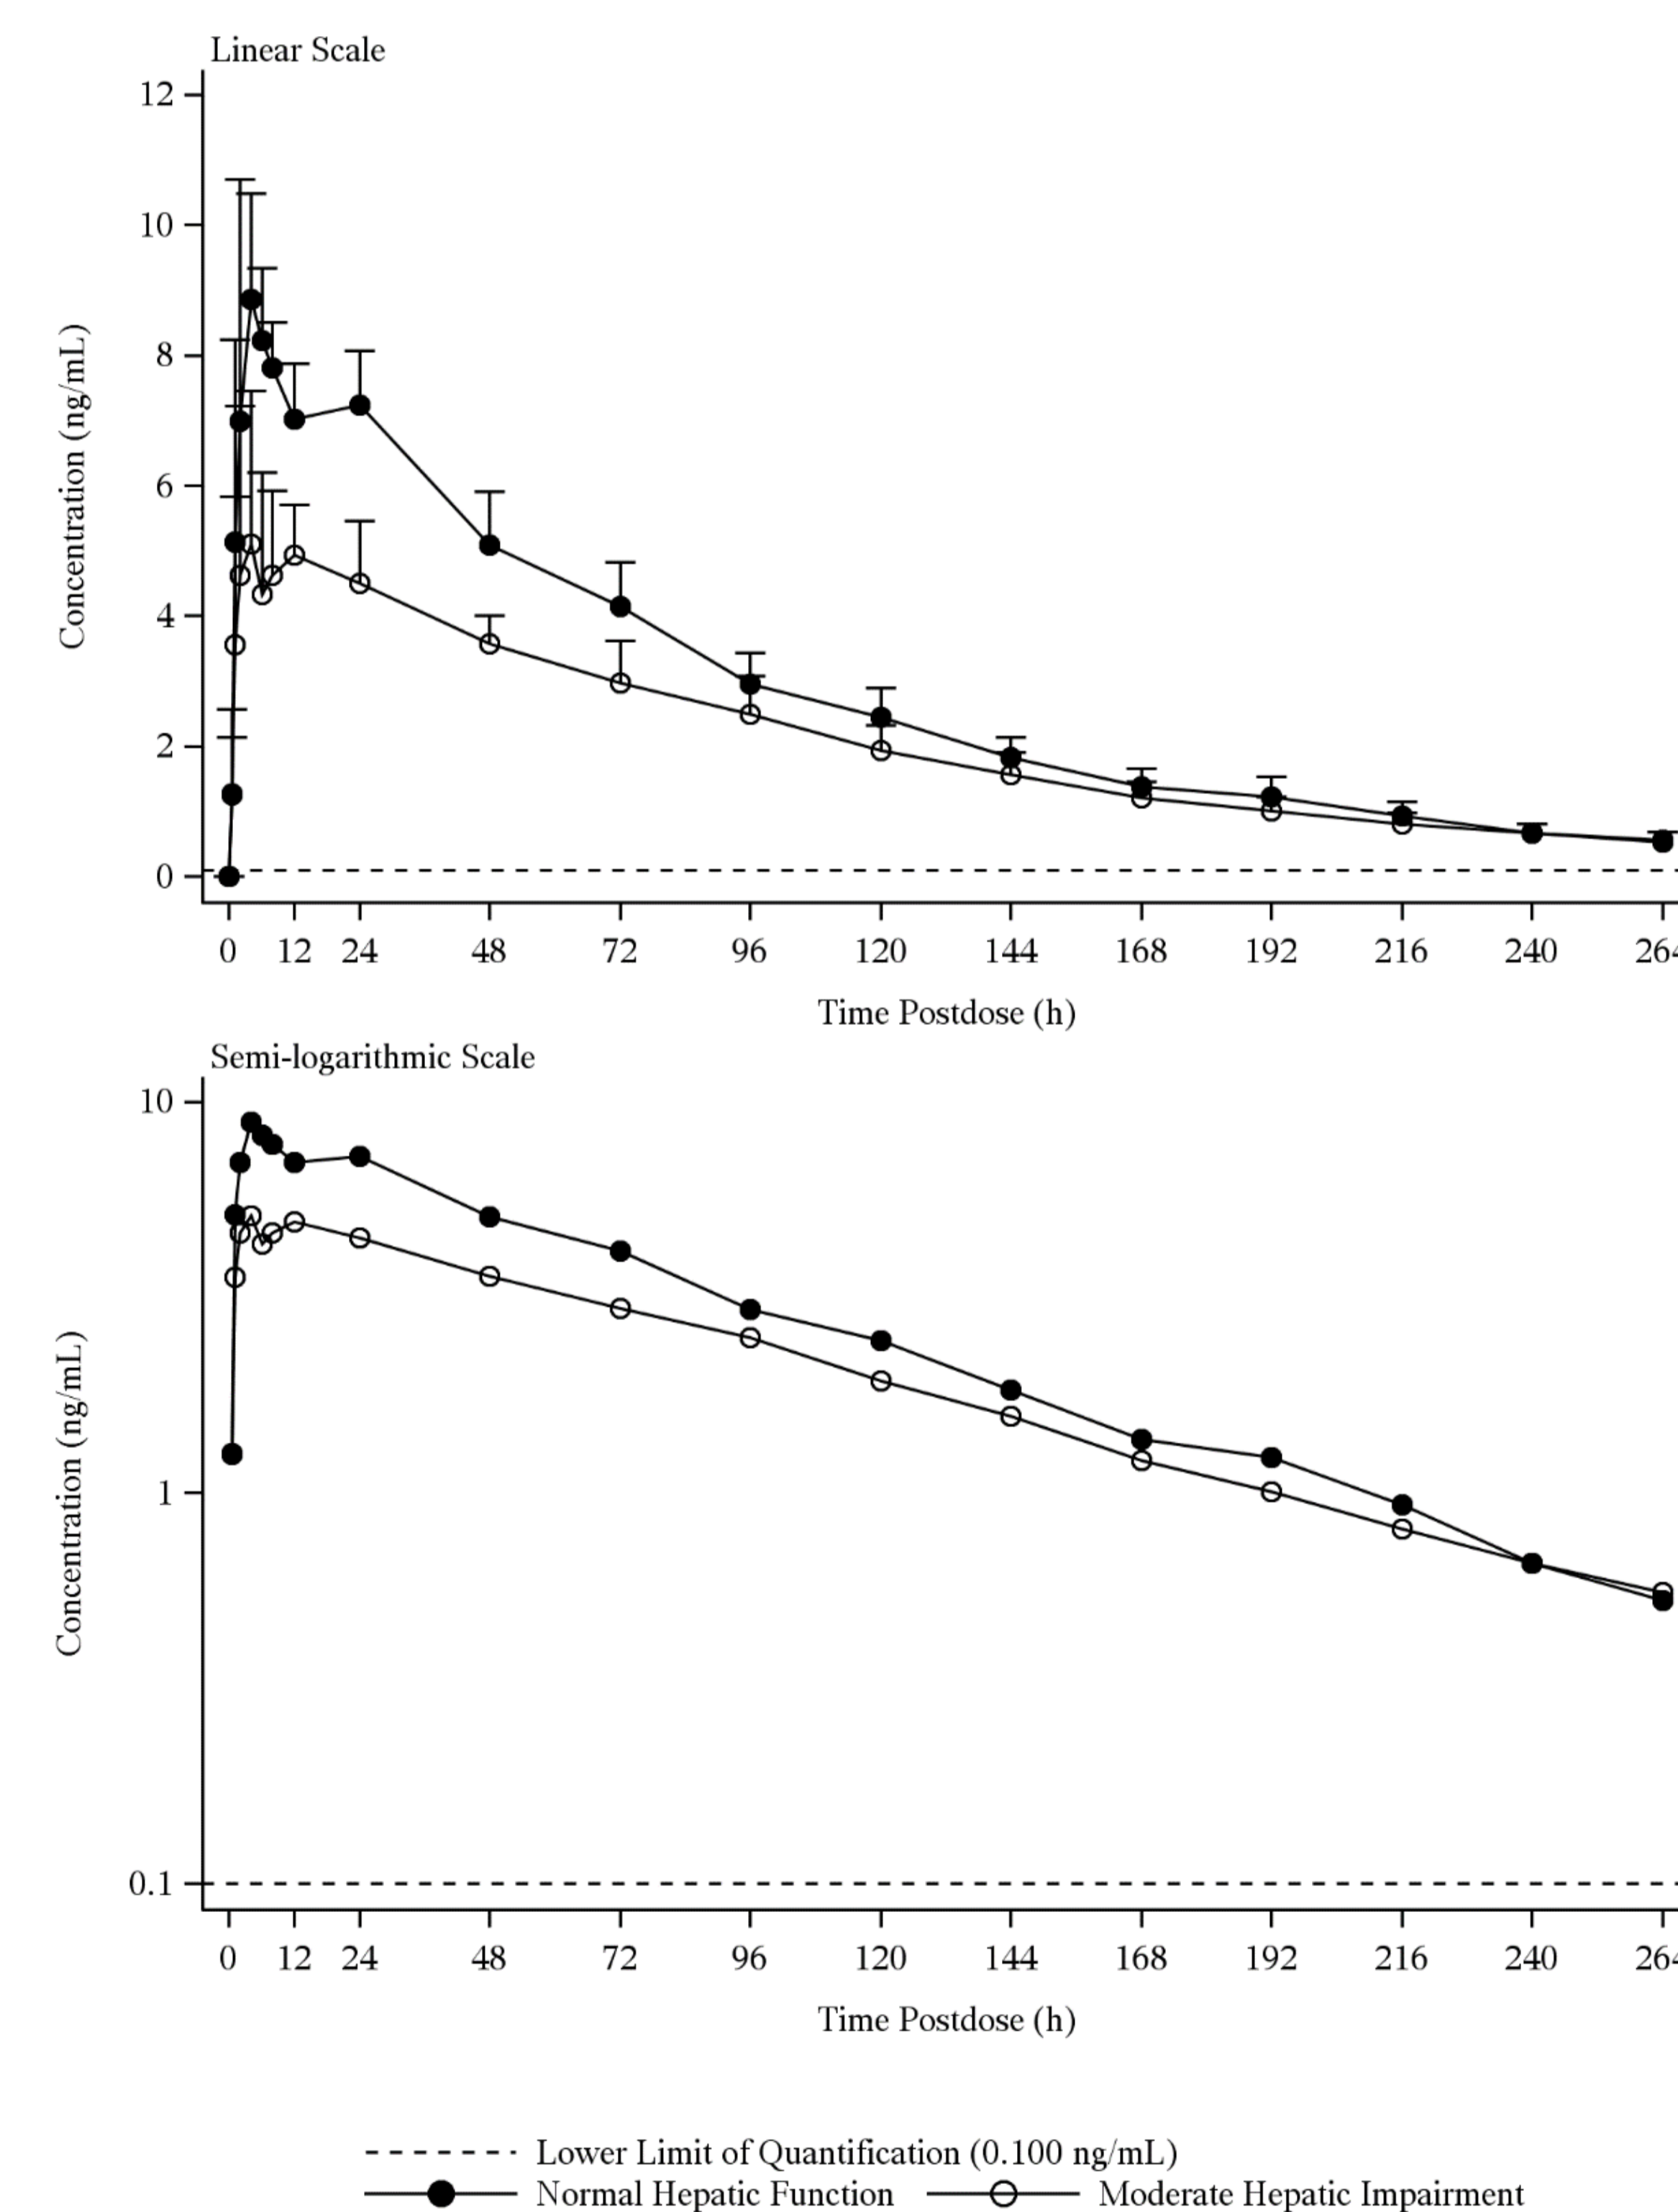 Linear Scale
12
10
8
6
4
2
0
Concentration (ng/mL)
0 12 24 48 72 96 120 144 168 192 216 240 264
Time Postdose (h)
Semi-logarithmic Scale
10
1
0.1
Concentration (ng/mL)
0 12 24 48 72 96 120 144 168 192 216 240 264
Time Postdose (h)
Lower Limit of Quantification (0.100 ng/mL)
Normal Hepatic Function Moderate Hepatic Impairment